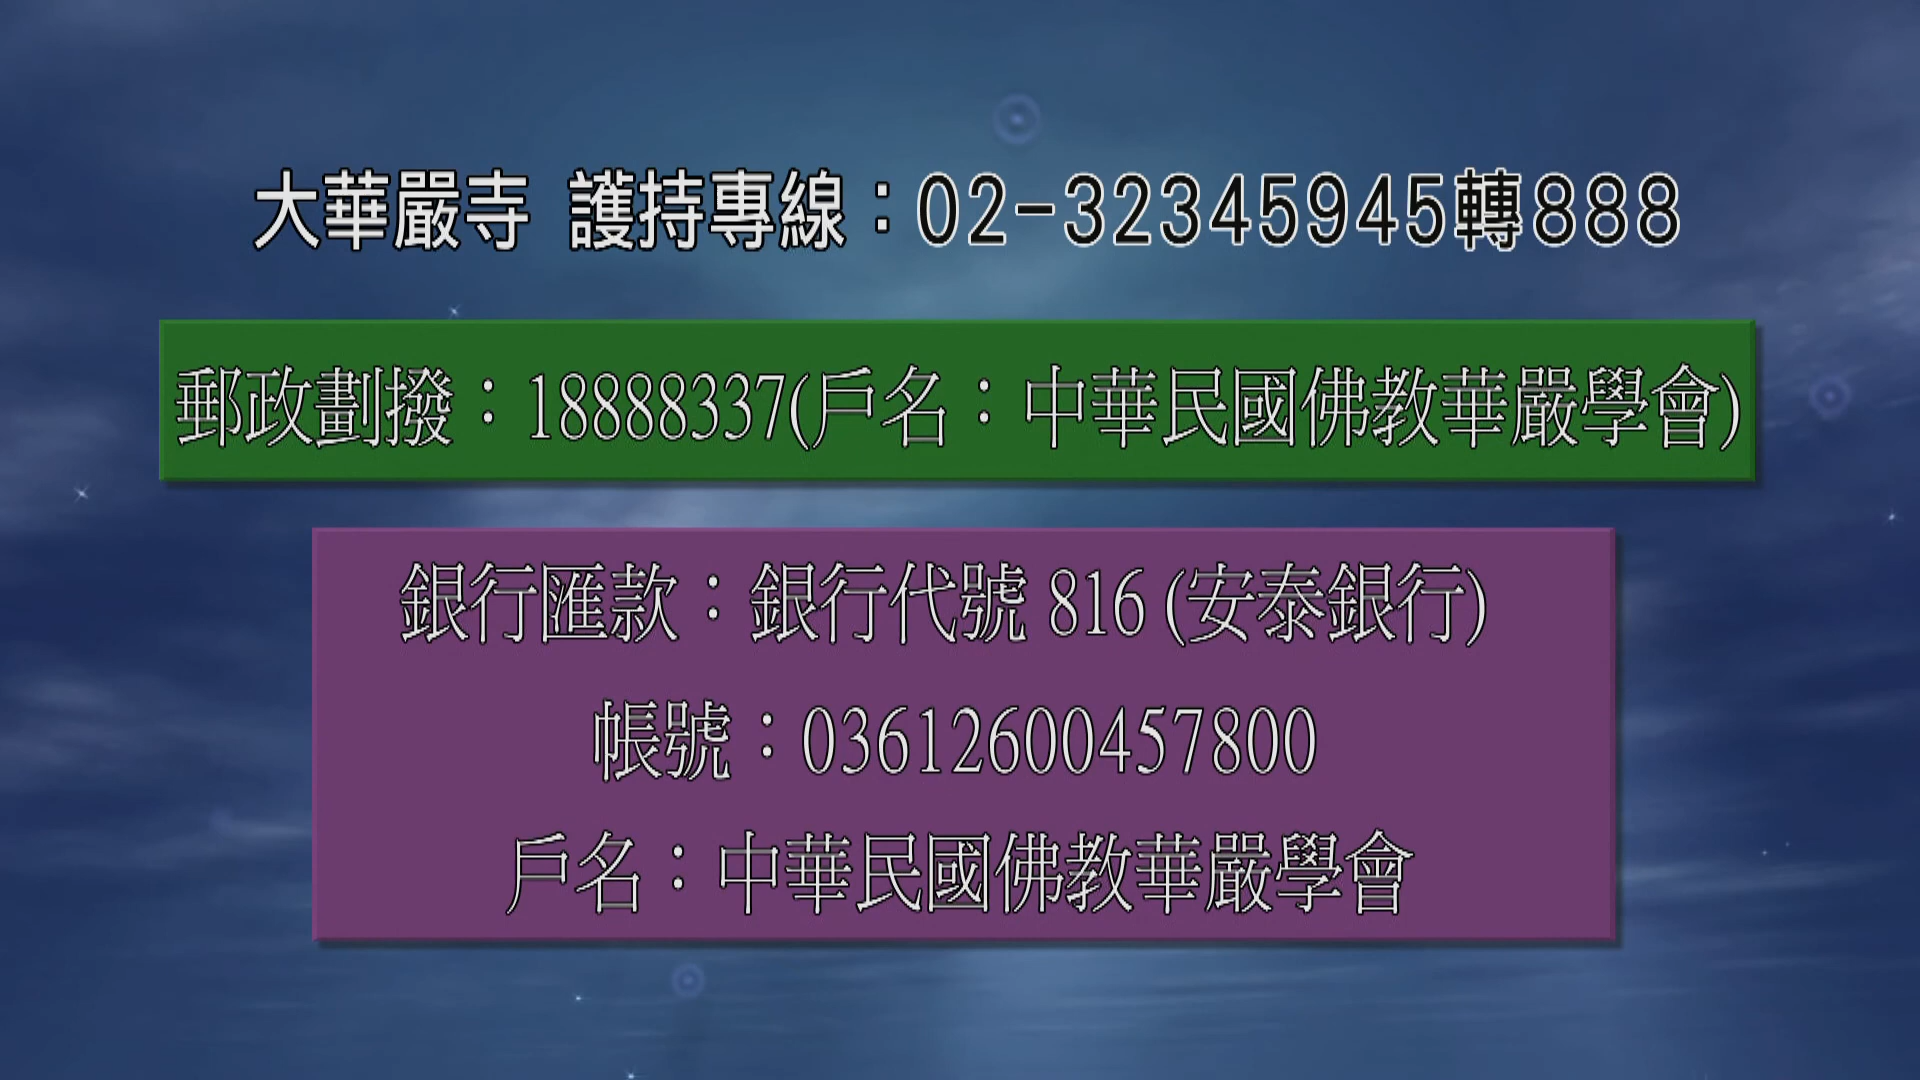 大華嚴寺 護持專線：02-32345945轉888
郵政劃撥：18888337(戶名：中華民國佛教華嚴學會)
銀行匯款：銀行代號 816 (安泰銀行)
帳號：03612600457800
戶名：中華民國佛教華嚴學會